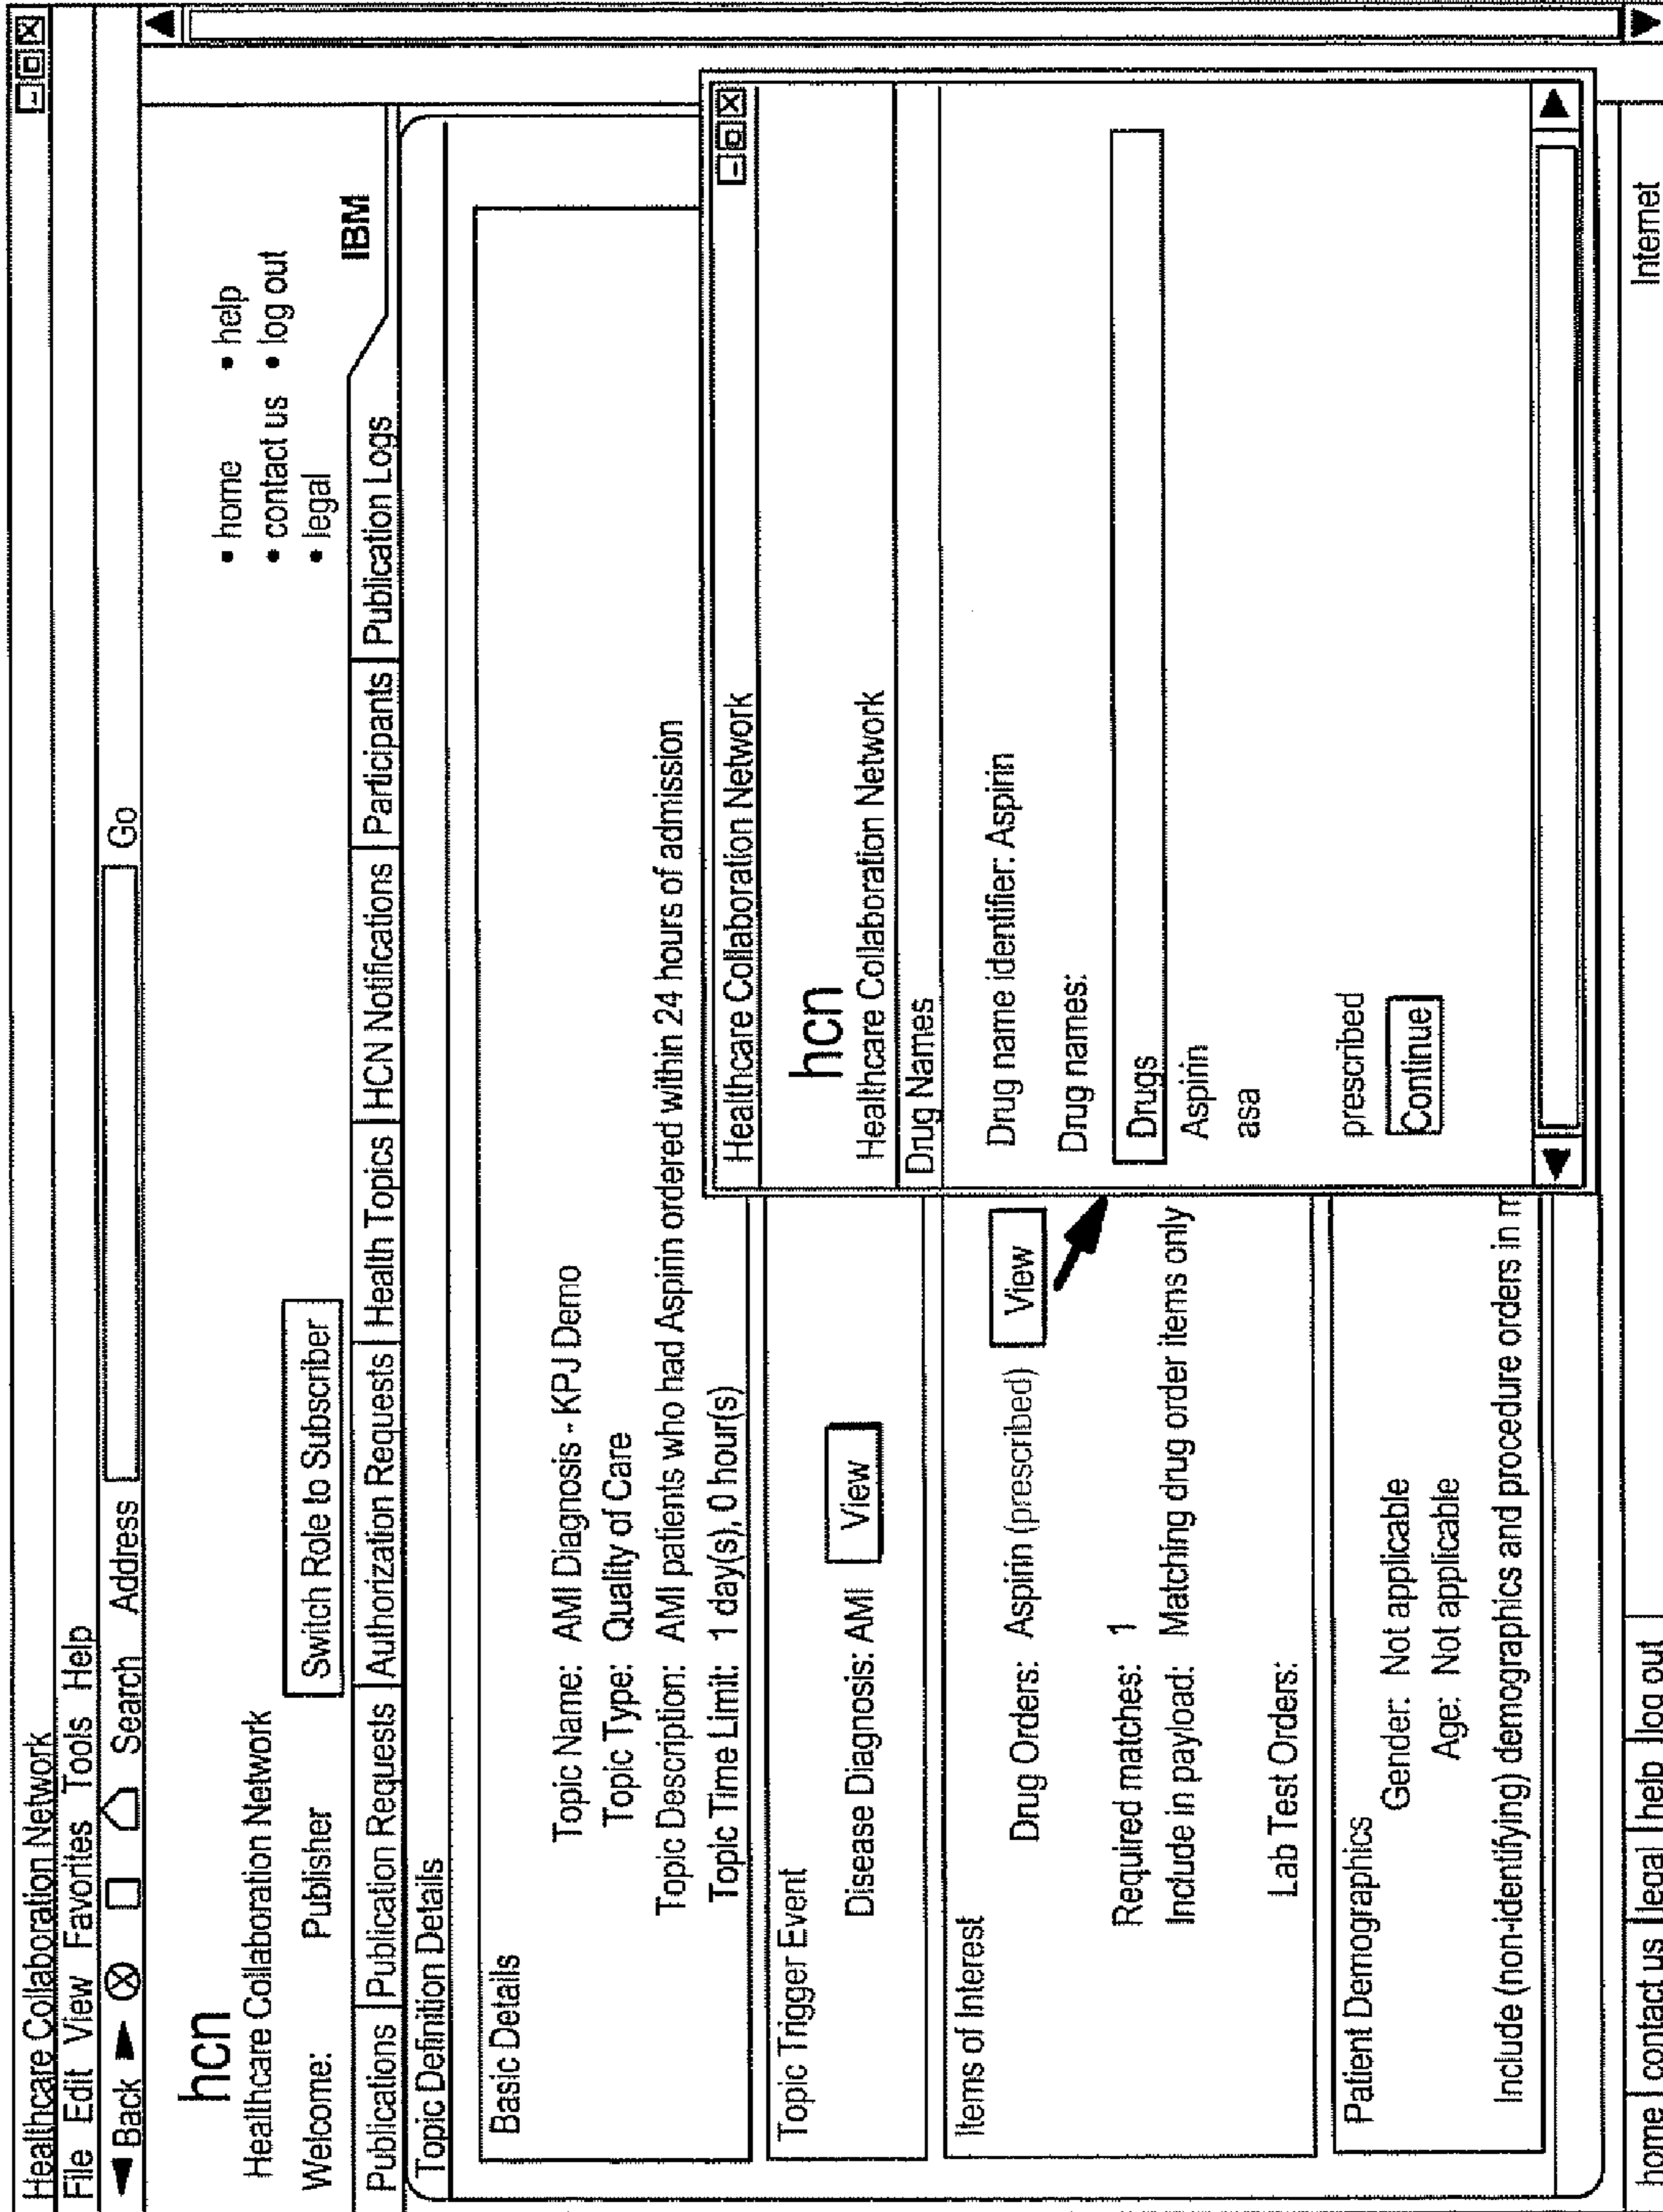 Healthcare Collaboration Network
File Edit View Favorites Tools Help
Back Search Address Go
hcn
Healthcare Collaboration Network
Welcome: Publisher
Switch Role to Subscriber
• home • help
• contact us • log out
• legal
IBM
Publications Publication Requests Authorization Requests Health Topics HCN Notifications Participants Publication Logs
Topic Definition Details
Basic Details
Topic Name: AMI Diagnosis -- KPJ Demo
Topic Type: Quality of Care
Topic Description: AMI patients who had Aspirin ordered within 24 hours of admission
Topic Time Limit: 1 day(s), 0 hour(s)
Topic Trigger Event
Disease Diagnosis: AMI View
Items of Interest
Drug Orders: Aspirin (prescribed) View
Required matches: 1
Include in payload: Matching drug order items only
Lab Test Orders:
Patient Demographics
Gender: Not applicable
Age: Not applicable
Include (non-identifying) demographics and procedure orders in m
Healthcare Collaboration Network
hcn
Healthcare Collaboration Network
Drug Names
Drug name identifier: Aspirin
Drug names:
Drugs
Aspirin
asa
prescribed
Continue
home contact us legal help log out
Internet